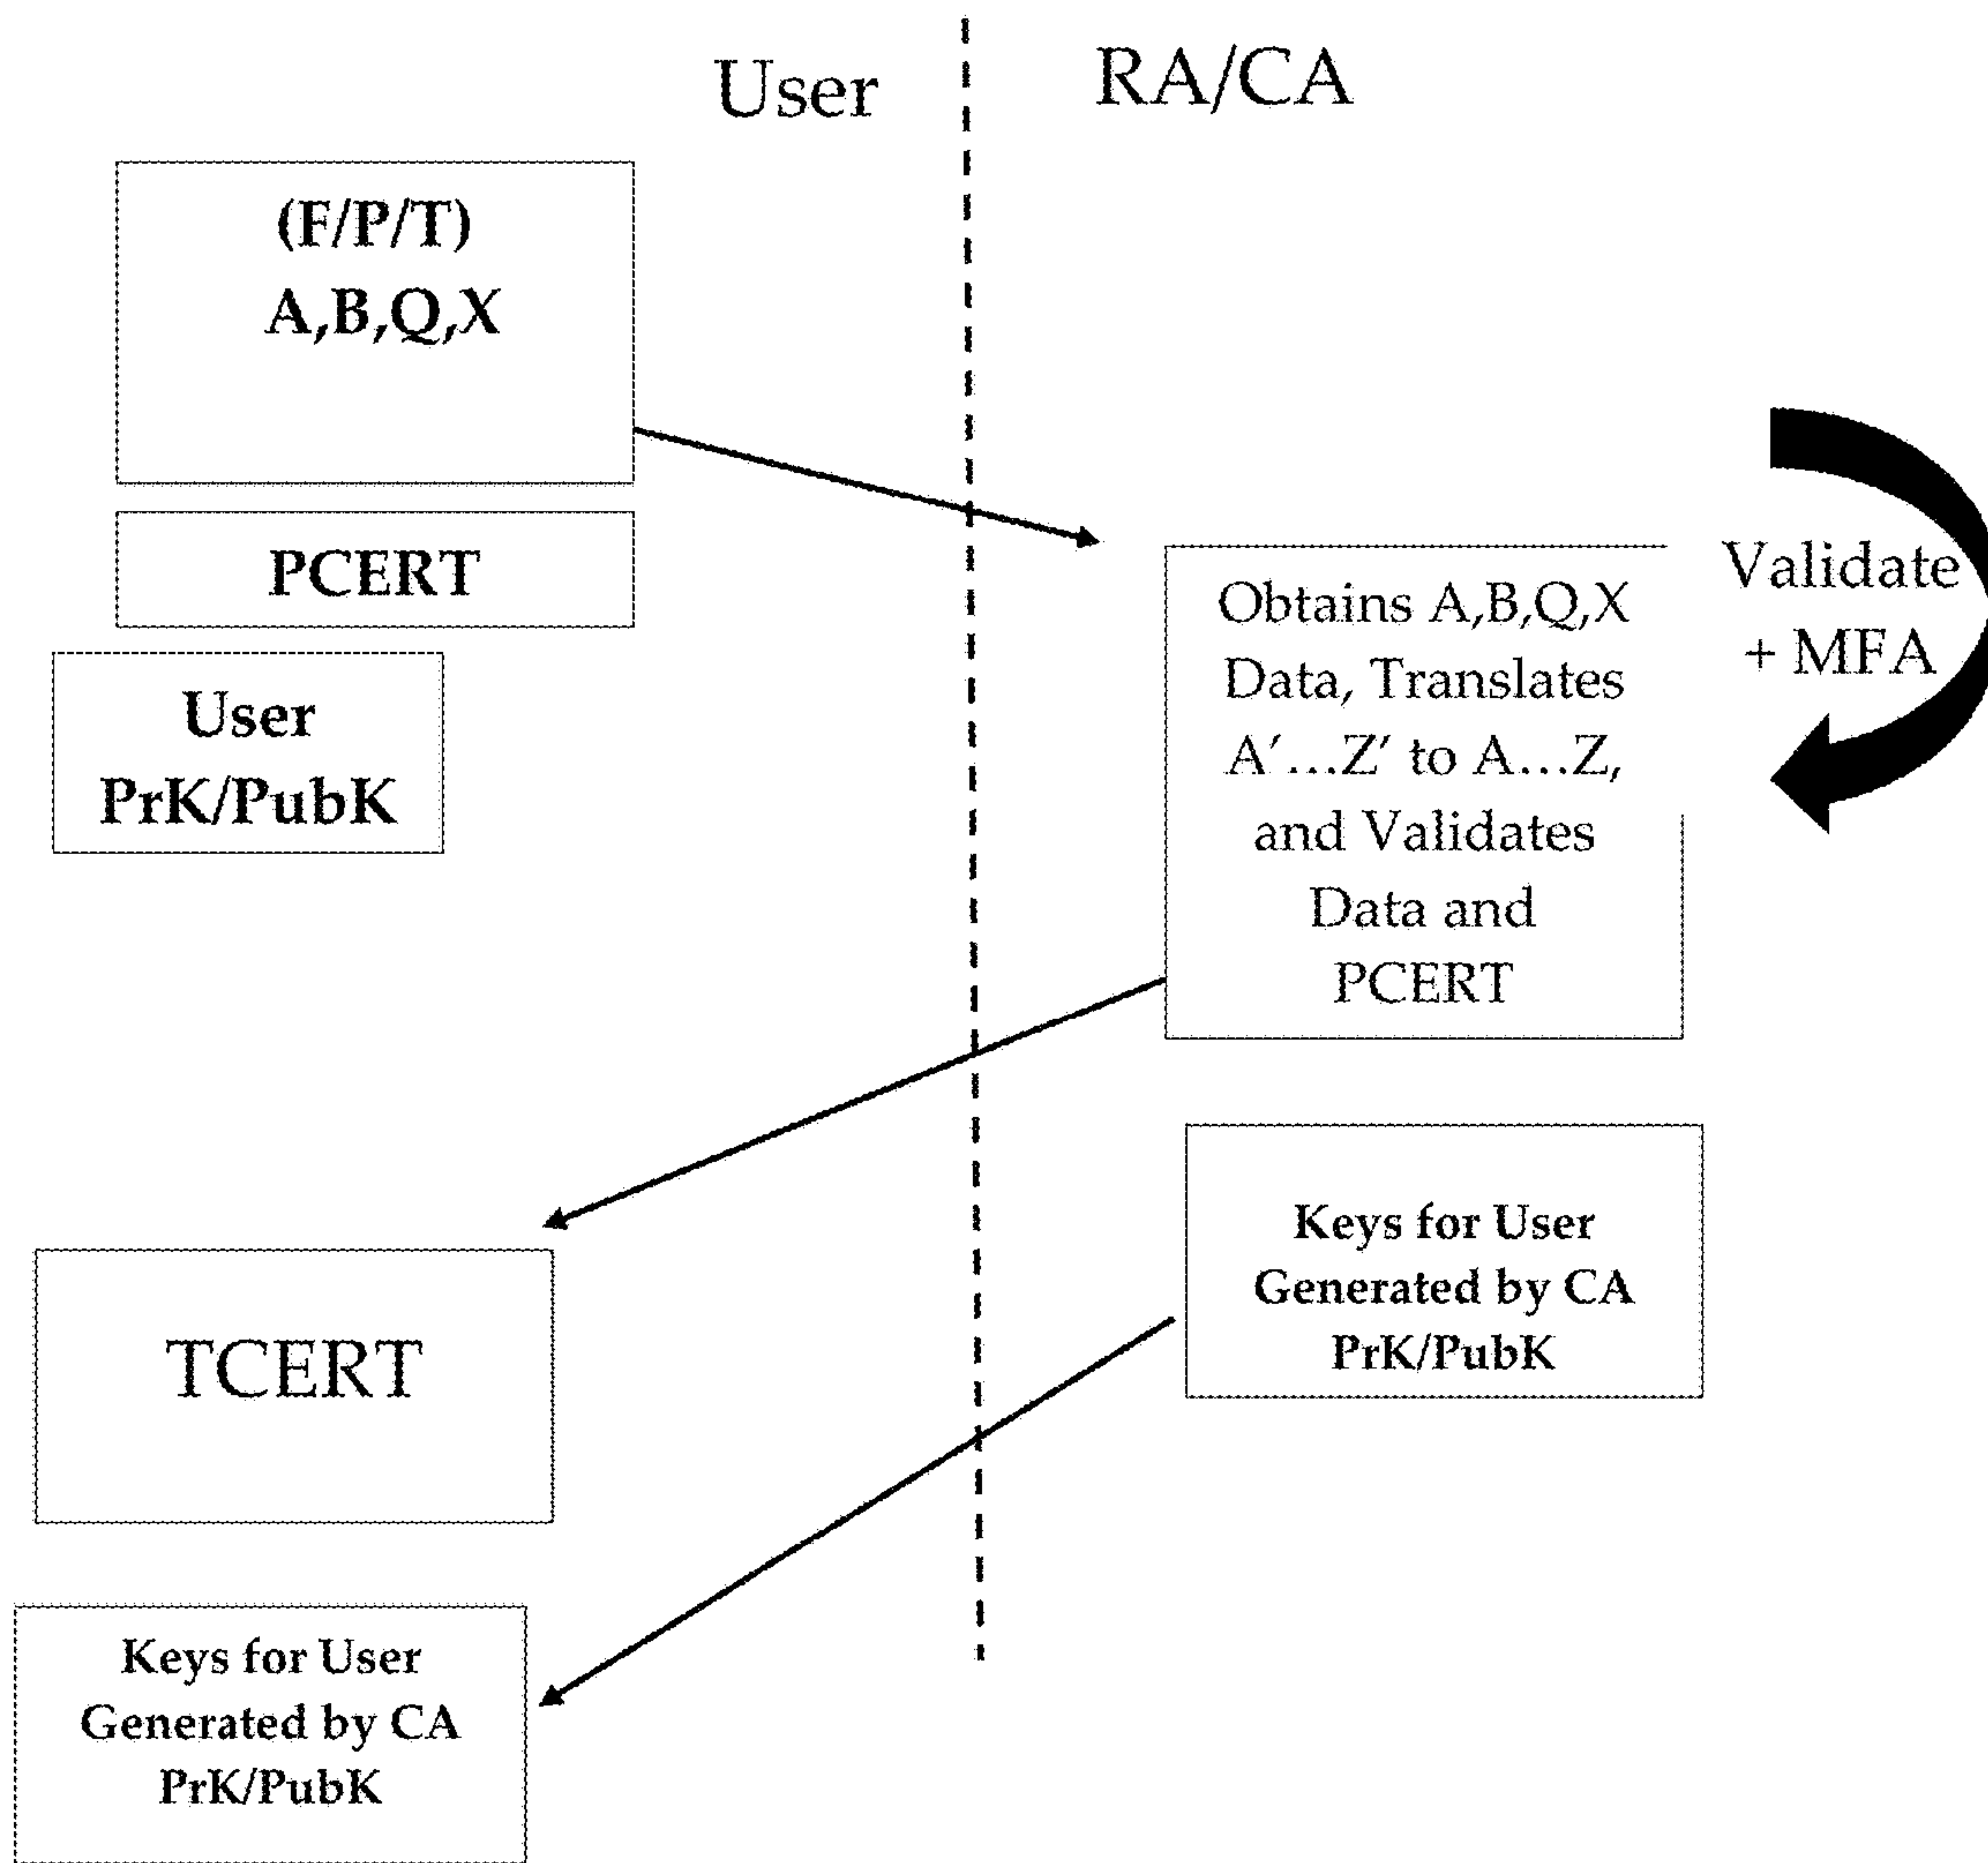 User
RA/CA
(F/P/T)
A,B,Q,X
PCERT
User
PrK/PubK
Obtains A,B,Q,X
Data, Translates
A′...Z′ to A...Z,
and Validates
Data and
PCERT
Validate
+ MFA
TCERT
Keys for User
Generated by CA
PrK/PubK
Keys for User
Generated by CA
PrK/PubK